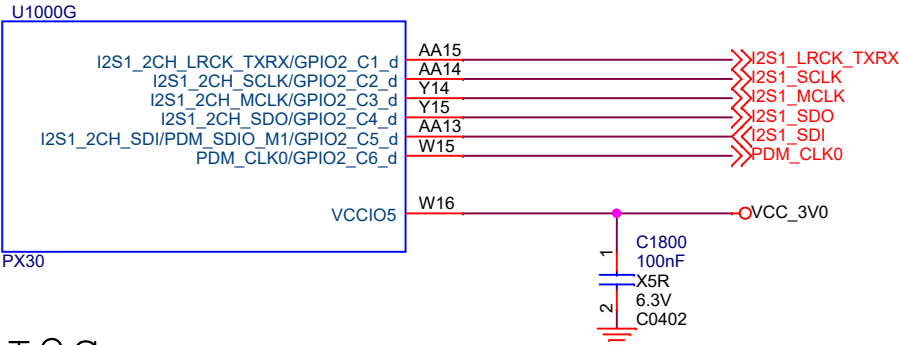 U1000G
I2S1_2CH_LRCK_TXRX/GPIO2_C1_d AA15 I2S1_LRCK_TXRX
I2S1_2CH_SCLK/GPIO2_C2_d AA14 I2S1_SCLK
I2S1_2CH_MCLK/GPIO2_C3_d Y14 I2S1_MCLK
I2S1_2CH_SDO/GPIO2_C4_d Y15 I2S1_SDO
I2S1_2CH_SDI/PDM_SDIO_M1/GPIO2_C5_d AA13 I2S1_SDI
PDM_CLK0/GPIO2_C6_d W15 PDM_CLK0
VCCIO5 W16 VCC_3V0
PX30
C1800
1
100nF
X5R
6.3V
2
C0402